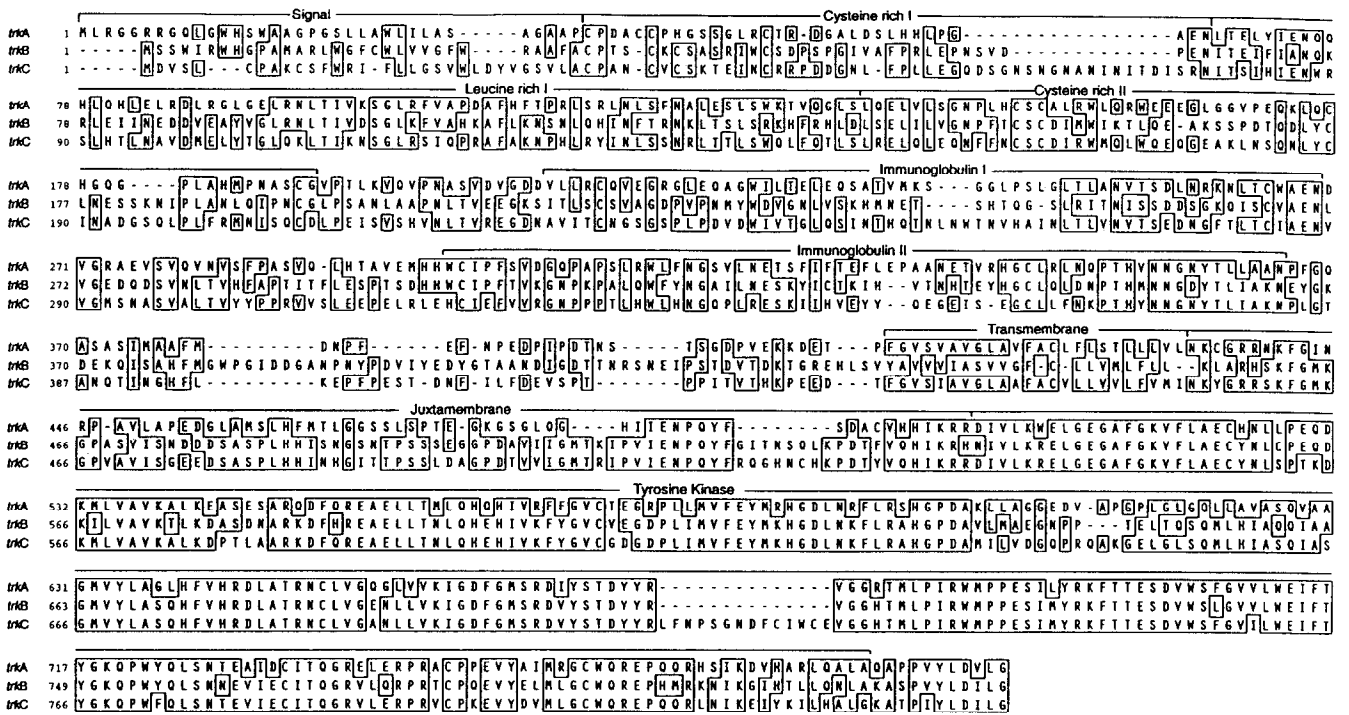 Signal Cysteine rich I
trkA 1 MLRGGRRGQLGWHSWAAGPGSLLAWLILAS---AGAAPCPDACCPHGSSGLRCTR-DGALDSLHHLPG----------------AENLTELYIENQQ
trkB 1 ----MSSWIRWHGPAMARLWGFCWLVVGFW---RAAFACPTS-CKCSASRIWCSDPSPGIVAFPRLEPNSVD------------PENITEIFIANQK
trkC 1 ---MDVSL--CPAKCSFWRI-FLLGSVWLDYVGSVLACPAN-CVCSKTEINCRRPDDGNL-FPLLEGQDSGNSNGNANINITDISRNITSIHIENWR
Leucine rich I Cysteine rich II
trkA 78 HLQHLELRDLRGLGELRNLTIVKSGLRFVAPDAFHFTPRLSRLNLSFNALESLSWKTVQGLSLQELVLSGNPLHCSCALRWLQRWEEEGLGGVPEQKLQC
trkB 78 RLEIINEDDVEAYVGLRNLTIVDSGLKFVAHKAFLKNSNLQHINFTRNKLTSLSRKHFRHLDLSELILVGNPFTCSCDIMWIKTLQE-AKSSPDTQDLYC
trkC 90 SLHTLNAVDMELYTGLQKLTIKNSGLRSIQPRAFAKNPHLRYINLSSNRLTTLSWQLFQTLSLRELQLEQNFFNCSCDIRWMQLWQEQGEAKLNSQNLYC
Immunoglobulin I
trkA 178 HGQG----PLAHMPNASCGVPTLKVQVPNASVDVGDDVLLRCQVEGRGLEQAGWILTELEQSATVMKS---GGLPSLGLTLANVTSDLNRKNLTCWAEND
trkB 177 LNESSKNIPLANLQIPNCGLPSANLAAPNLTVEEGKSITLSCSVAGDPVPNMYWDVGNLVSKHMNET----SHTQG-SLRITNISSDDSGKQISCVAENL
trkC 190 INADGSQLPLFRMNISQCDLPEISVSHVNLTVREGDNAVITCNGSGSPLPDVDWIVTGLQSINTHQTNLNWTNVHAINLTLVNVTSEDNGFTLTCIAENV
Immunoglobulin II
trkA 271 VGRAEVSVQVNVSFPASVQ-LHTAVEMHHWCIPFSVDGQPAPSLRWLFNGSVLNETSFIFTEFLEPAANETVRHGCLRLNQPTHVNNGNYTLLAANPFGQ
trkB 272 VGEDQDSVNLTVHFAPTITFLESPTSDHHWCIPFTVKGNPKPALQWFYNGAILNESKYICTKIH--VTNHTEYHGCLQLDNPTHMNNGDYTLIAKNEYGK
trkC 290 VGMSNASVALTVYYPPRVVSLEEPELRLEHCIEFVVRGNPPPTLHWLHNGQPLRESKIIHVEYY--QEGEIS-EGCLLFNKPTHYNNGNYTLIAKNPLGT
Transmembrane
trkA 370 ASASIMAAFM-----------DNPF------EF-NPEDPIPDTNS-----TSGDPVEKKDET--PFGVSVAVGLAVFACLFLSTLLLVLNKCGRRNKFGIN
trkB DEKQISAHFMGWPGIDDGANPNYPDVIYEDYGTAANDIGDTTNRSNEIPSTDVTDKTGREHLSVYAVVVIASVVGF-C-LLVMLFLL--KLARHSKFGMK
trkC 387 ANQTINGHFL-----------KEPFPEST-DNF-ILFDEVSPT------PPITVTHKPEED--TFGVSIAVGLAAFACVLLVVLFVMINKYGRRSKFGMK
Juxtamembrane
trkA 446 RP-AVLAPEDGLAMSLHFMTLGGSSLSPTE-GKGSGLQG----HIIENPQYF------SDACVHHIKRRDIVLKWELGEGAFGKVFLAECHNLLPEQD
trkB 466 GPASVISNDDDSASPLHHISNGSNTPSSSEGGPDAVIIGMTKIPVIENPQYFGITNSQLKPDTFVQHIKRHNIVLKRELGEGAFGKVFLAECYNLCPEQD
trkC 466 GPVAVISGEEDSASPLHHINHGITTPSSLDAGPDTVVIGMTRIPVIENPQYFRQGHNCHKPDTYVQHIKRRDIVLKRELGEGAFGKVFLAECYNLSPTKD
Tyrosine Kinase
trkA 532 KMLVAVKALKEASESARQDFQREAELLTMLQHQHIVRFFGVCTEGRPLLMVFEYMRHGDLNRFLRSHGPDAKLLAGGEDV-APGPLGLGQLLAVASQVAA
trkB 566 KILVAVKTLKDASDNARKDFHREAELLTNLQHEHIVKFYGVCVEGDPLIMVFEYMKHGDLNKFLRAHGPDAVLMAEGNPP---TELTQSQMLHIAQQIAA
trkC 566 KMLVAVKALKDPTLAARKDFQREAELLTNLQHEHIVKFYGVCGDGDPLIMVFEYMKHGDLNKFLRAHGPDAMILVDGQPRQAKGELGLSQMLHIASQIAS
trkA 631 GMVYLAGLHFVHRDLATRNCLVGQGLVVKIGDFGMSRDIYSTDYYR--------------VGGRTMLPIRWMPPESILYRKFTTESDVWSFGVVLWEIFT
trkB 663 GMVYLASQHFVHRDLATRNCLVGENLLVKIGDFGMSRDVYSTDYYR--------------VGGHTMLPIRWMPPESIMYRKFTTESDVWSLGVVLWEIFT
trkC 666 GMVYLASQHFVHRDLATRNCLVGANLLVKIGDFGMSRDVYSTDYYRLFNPSGNDFCIWCEVGGHTMLPIRWMPPESIMYRKFTTESDVWSFGVILWEIFT
trkA 717 YGKQPWYQLSNTEAIDCITQGRELERPRACPPEVYAIMRGCWQREPQQRHSIKDVHARLQALAQAPPVYLDVLG
trkB 749 YGKQPWYQLSNNEVIECITQGRVLQRPRTCPQEVYELMLGCWQREPHMRKNIKGIHTLLQNLAKASPVYLDILG
trkC 766 YGKQPWFQLSNTEVIECITQGRVLERPRVCPKEVYDVMLGCWQREPQQRLNIKEIYKILHALGKATPIYLDILG